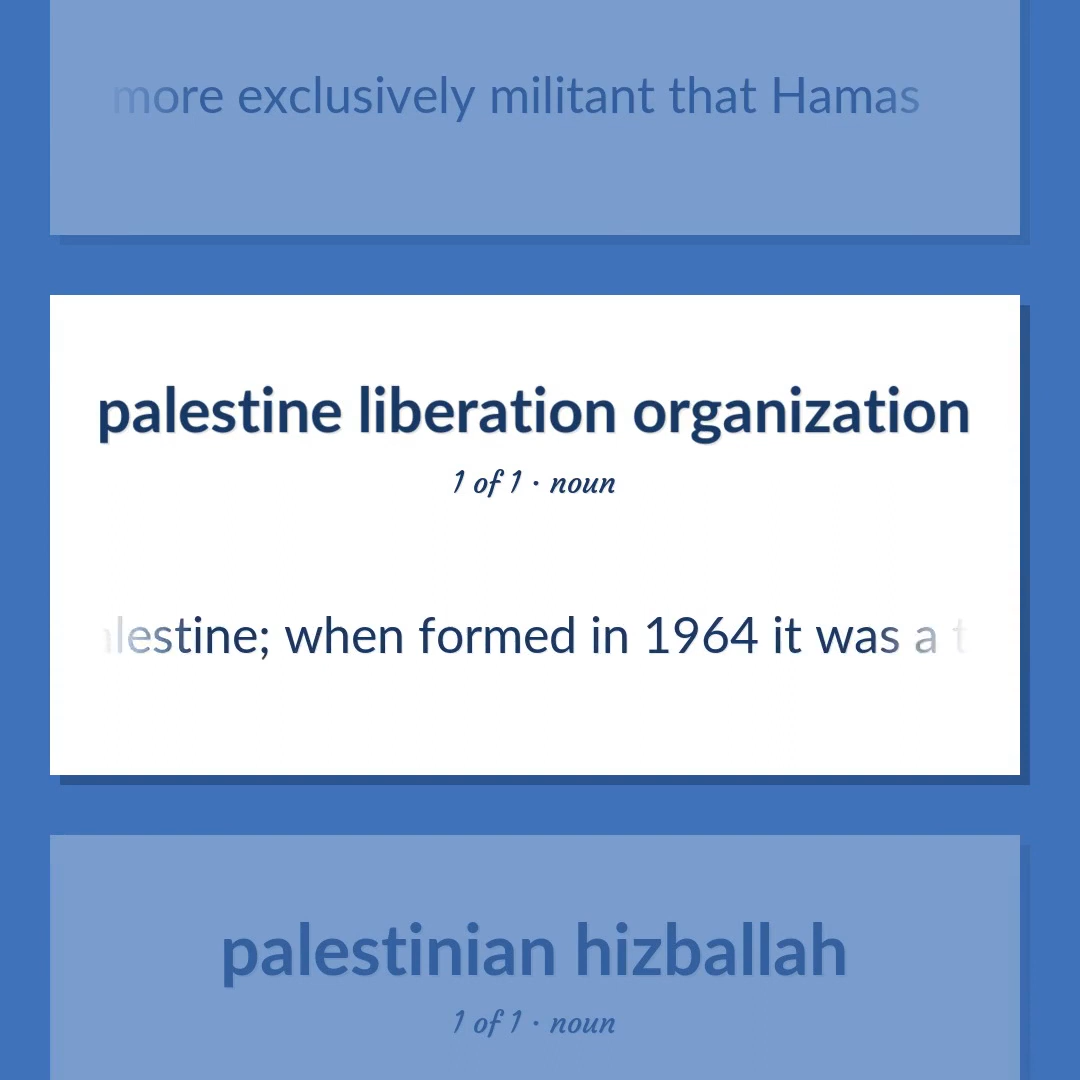 more exclusively militant that Hamas
palestine liberation organization
1 of 1 · noun
lestine; when formed in 1964 it was a t
palestinian hizballah
1 of 1 · noun